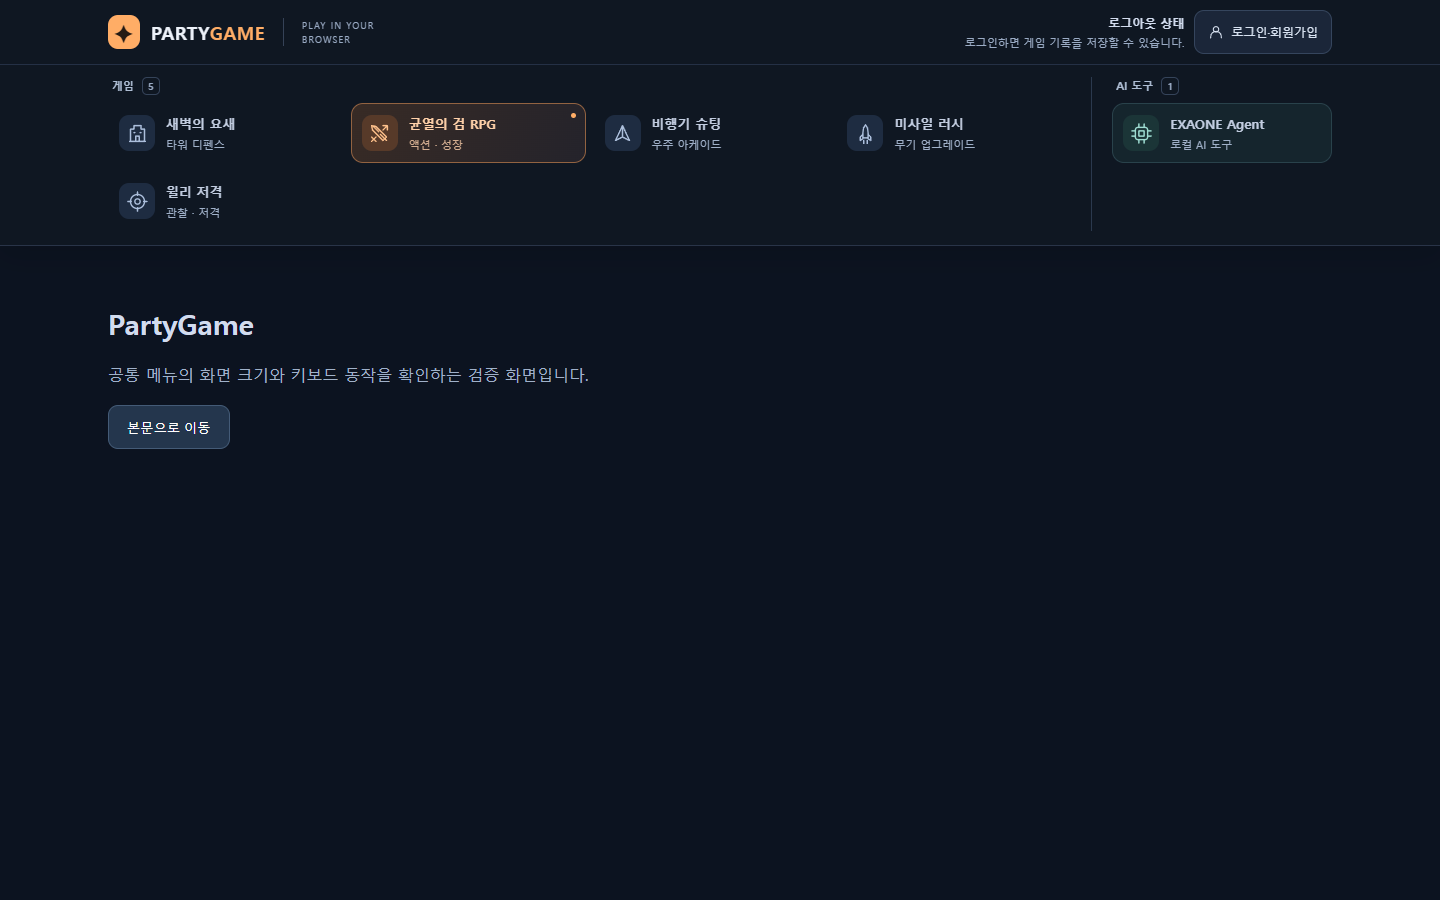 PARTYGAME
PLAY IN YOUR
BROWSER
로그아웃 상태
로그인하면 게임 기록을 저장할 수 있습니다.
로그인·회원가입
게임 5
새벽의 요새
타워 디펜스
균열의 검 RPG
액션 · 성장
비행기 슈팅
우주 아케이드
미사일 러시
무기 업그레이드
윌리 저격
관찰 · 저격
AI 도구 1
EXAONE Agent
로컬 AI 도구
PartyGame
공통 메뉴의 화면 크기와 키보드 동작을 확인하는 검증 화면입니다.
본문으로 이동